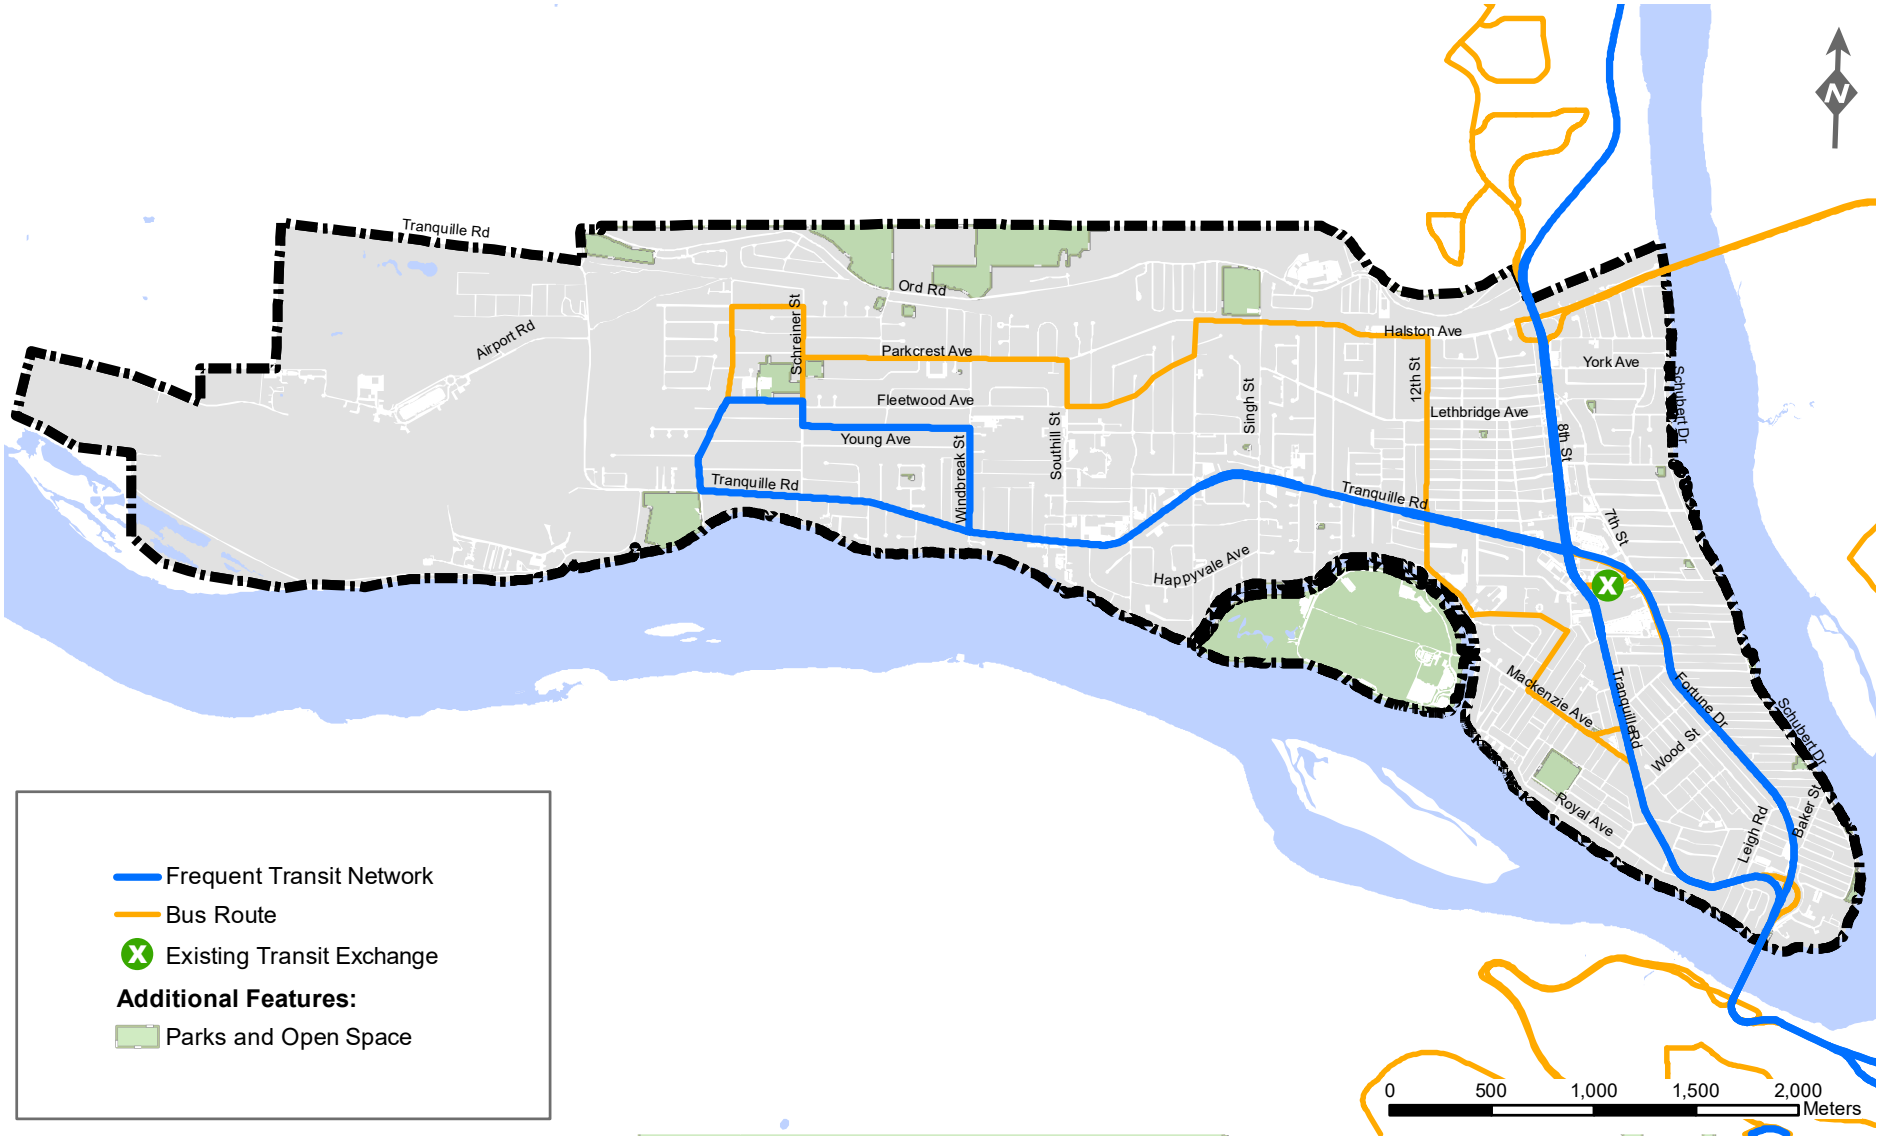 N
Tranquille Rd
Ord Rd
Airport Rd
Schreiner St
Halston Ave
Parkcrest Ave
York Ave
12th St
Schubert Dr
Fleetwood Ave
Singh St
Lethbridge Ave
Young Ave
Southill St
8th St
Windbreak St
Tranquille Rd
Tranquille Rd
7th St
Happyvale Ave
X
Mackenzie Ave
Tranquille Rd
Fortune Dr
Schubert Dr
Wood St
Royal Ave
Leigh Rd
Baker St
Frequent Transit Network
Bus Route
X Existing Transit Exchange
Additional Features:
Parks and Open Space
0 500 1,000 1,500 2,000
Meters